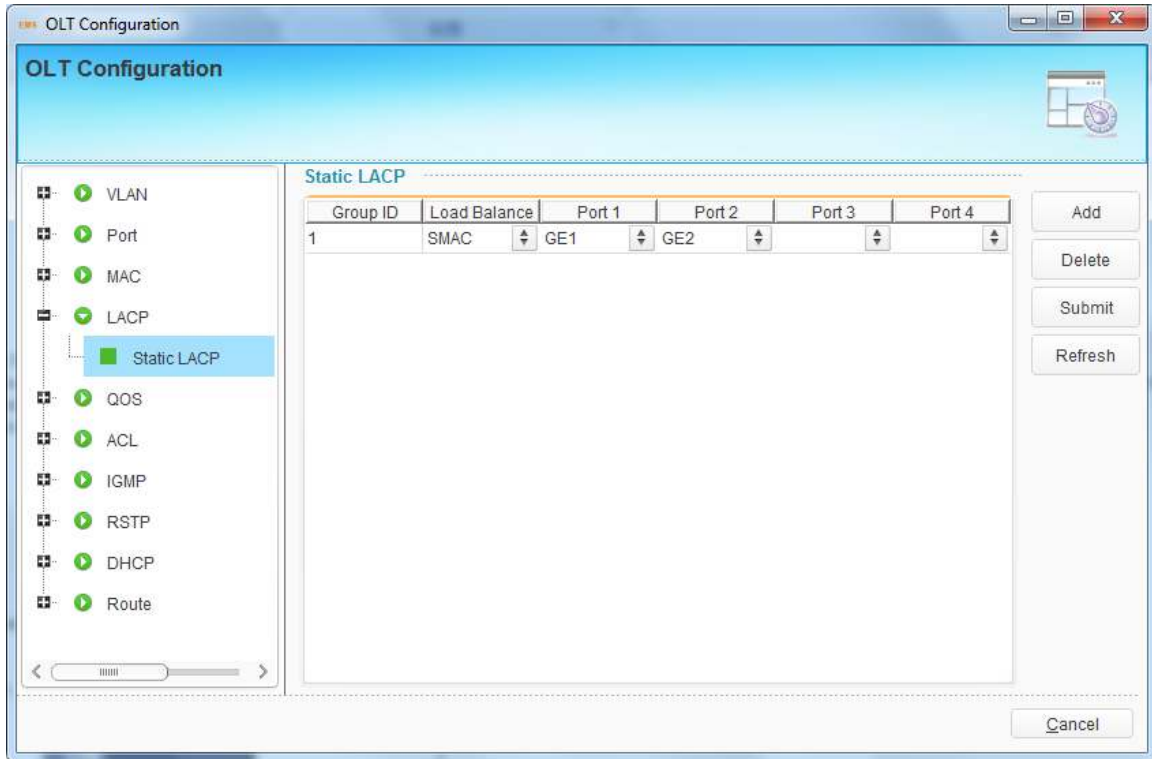 EMS OLT Configuration
OLT Configuration
VLAN
Port
MAC
LACP
Static LACP
QOS
ACL
IGMP
RSTP
DHCP
Route
Static LACP
Group ID Load Balance Port 1 Port 2 Port 3 Port 4
1 SMAC GE1 GE2
Add
Delete
Submit
Refresh
Cancel